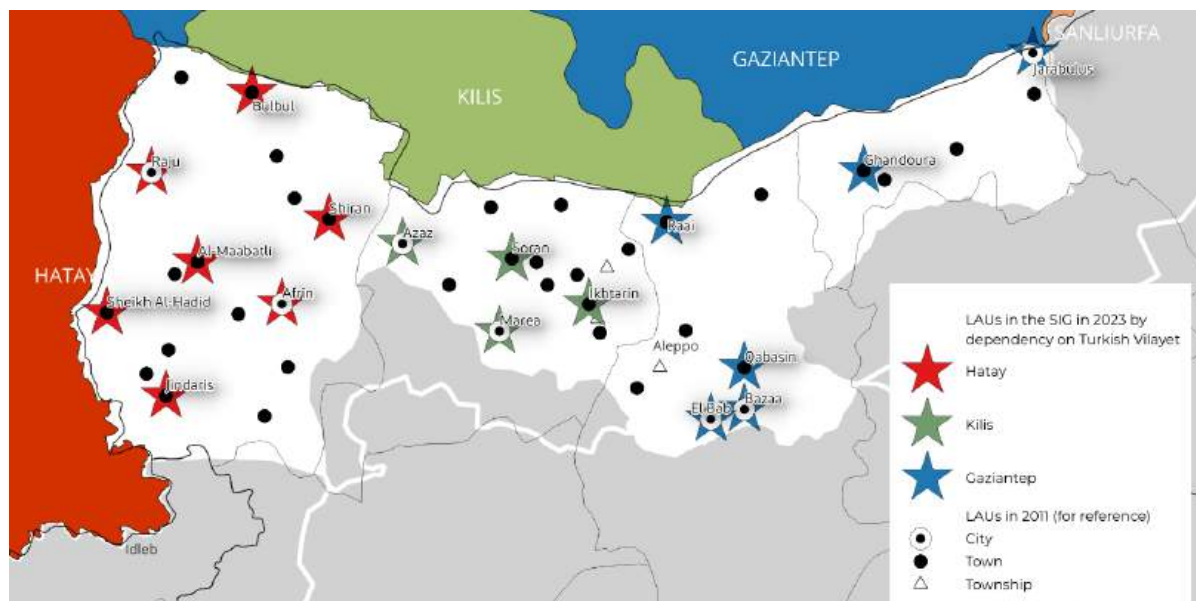 SANLIURFA
GAZIANTEP
Jarabulus
KILIS
Bulbul
Raju
Ghandoura
Shiran
Raai
Azaz
Soran
Al-Maabatli
HATAY
Sheikh Al-Hadid
Afrin
Ikhtarin
Marea
Aleppo
Qabasin
Jindaris
El Bab
Bazaa
Idleb
LAUs in the SIG in 2023 by
dependency on Turkish Vilayet
Hatay
Kilis
Gaziantep
LAUs in 2011 (for reference)
City
Town
Township